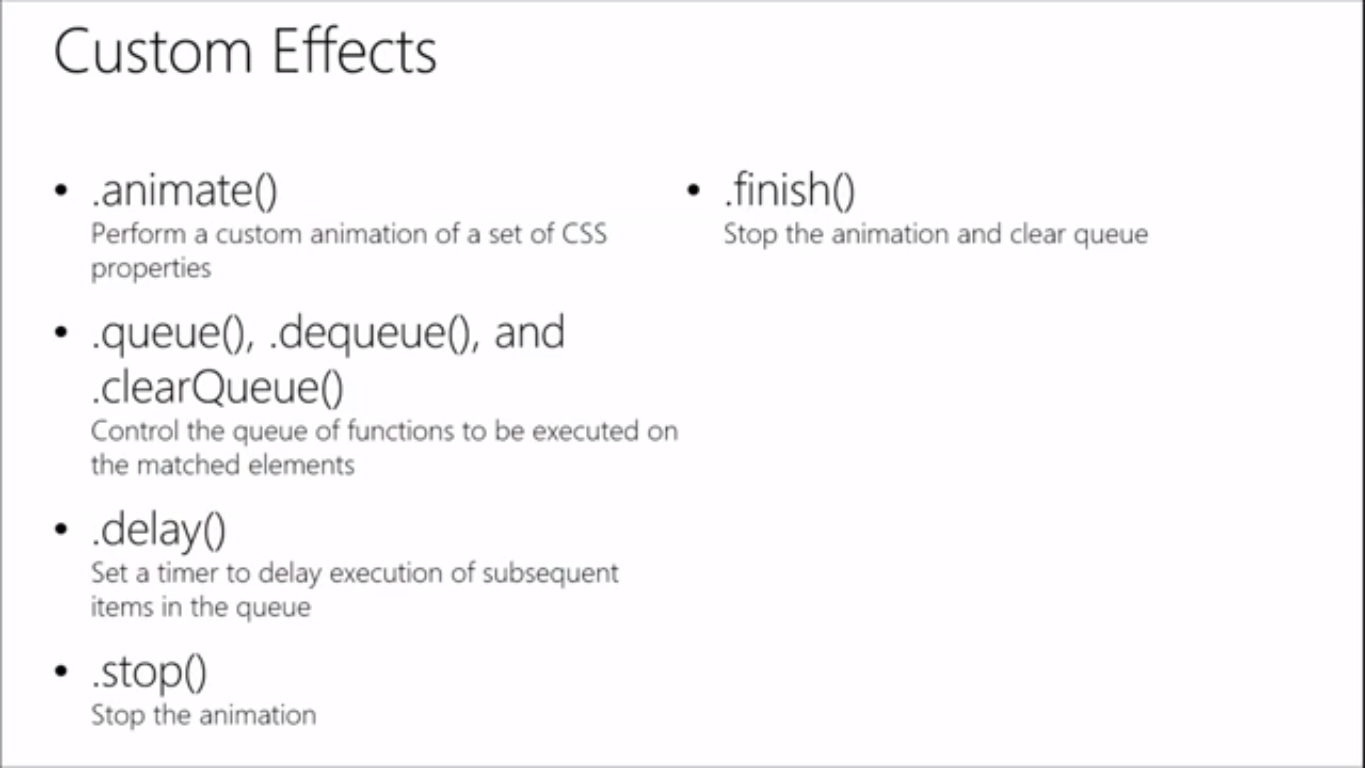 Custom Effects
• .animate()
Perform a custom animation of a set of CSS
properties
• .queue(), .dequeue(), and
.clearQueue()
Control the queue of functions to be executed on
the matched elements
• .delay()
Set a timer to delay execution of subsequent
items in the queue
• .stop()
Stop the animation
• .finish()
Stop the animation and clear queue